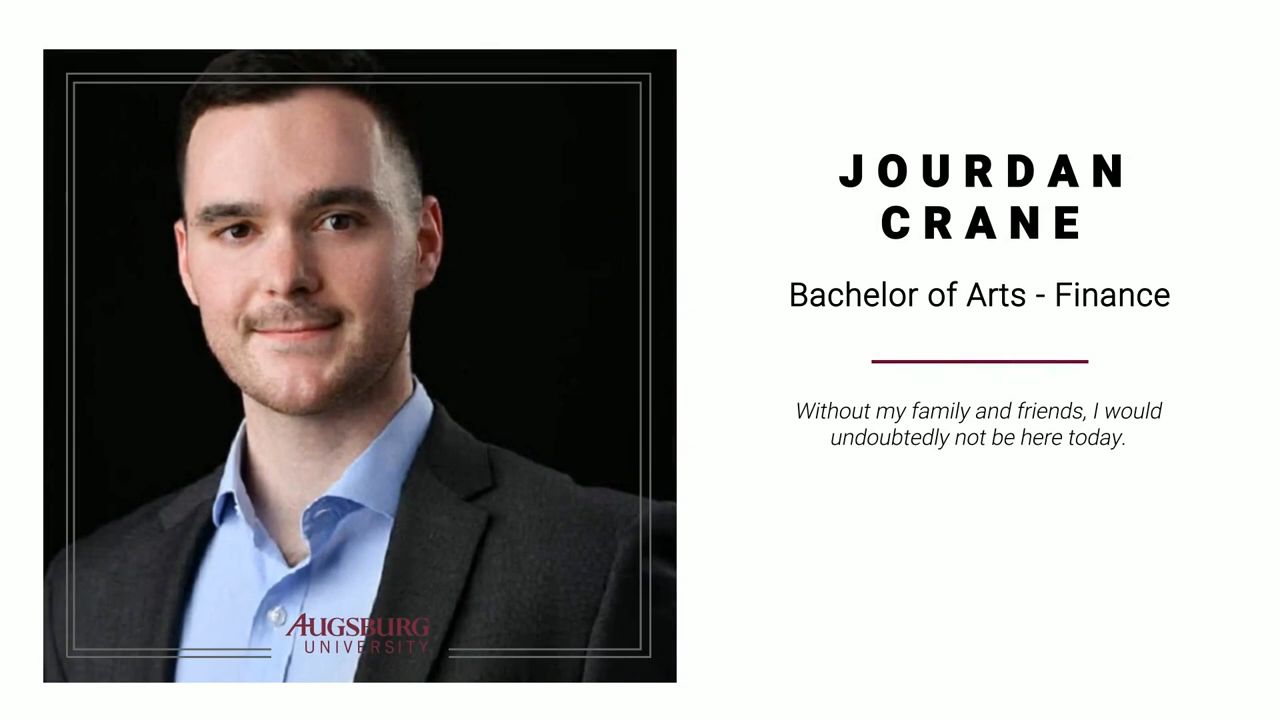 JOURDAN
CRANE
Bachelor of Arts - Finance
Without my family and friends, I would
undoubtedly not be here today.
AUGSBURG
UNIVERSITY